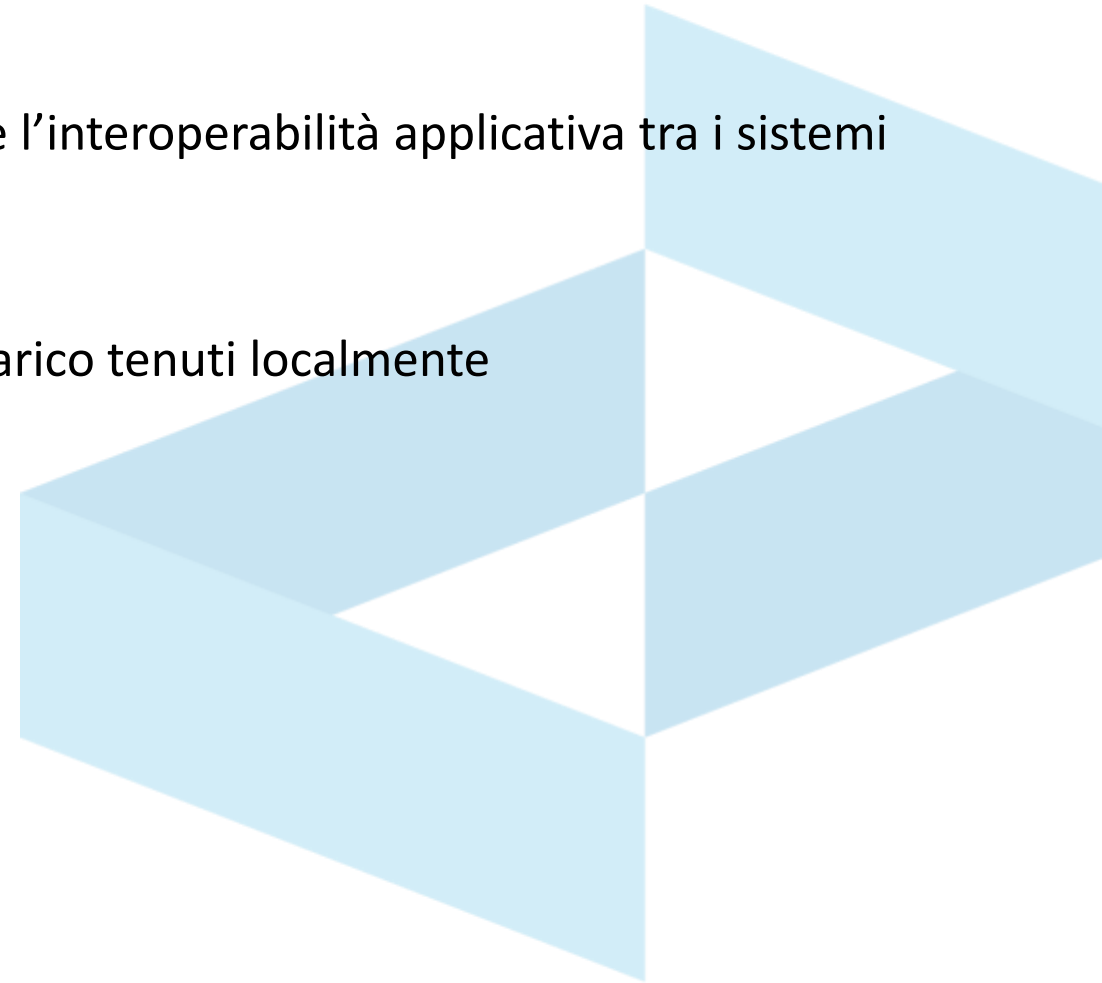 e l’interoperabilità applicativa tra i sistemi
arico tenuti localmente